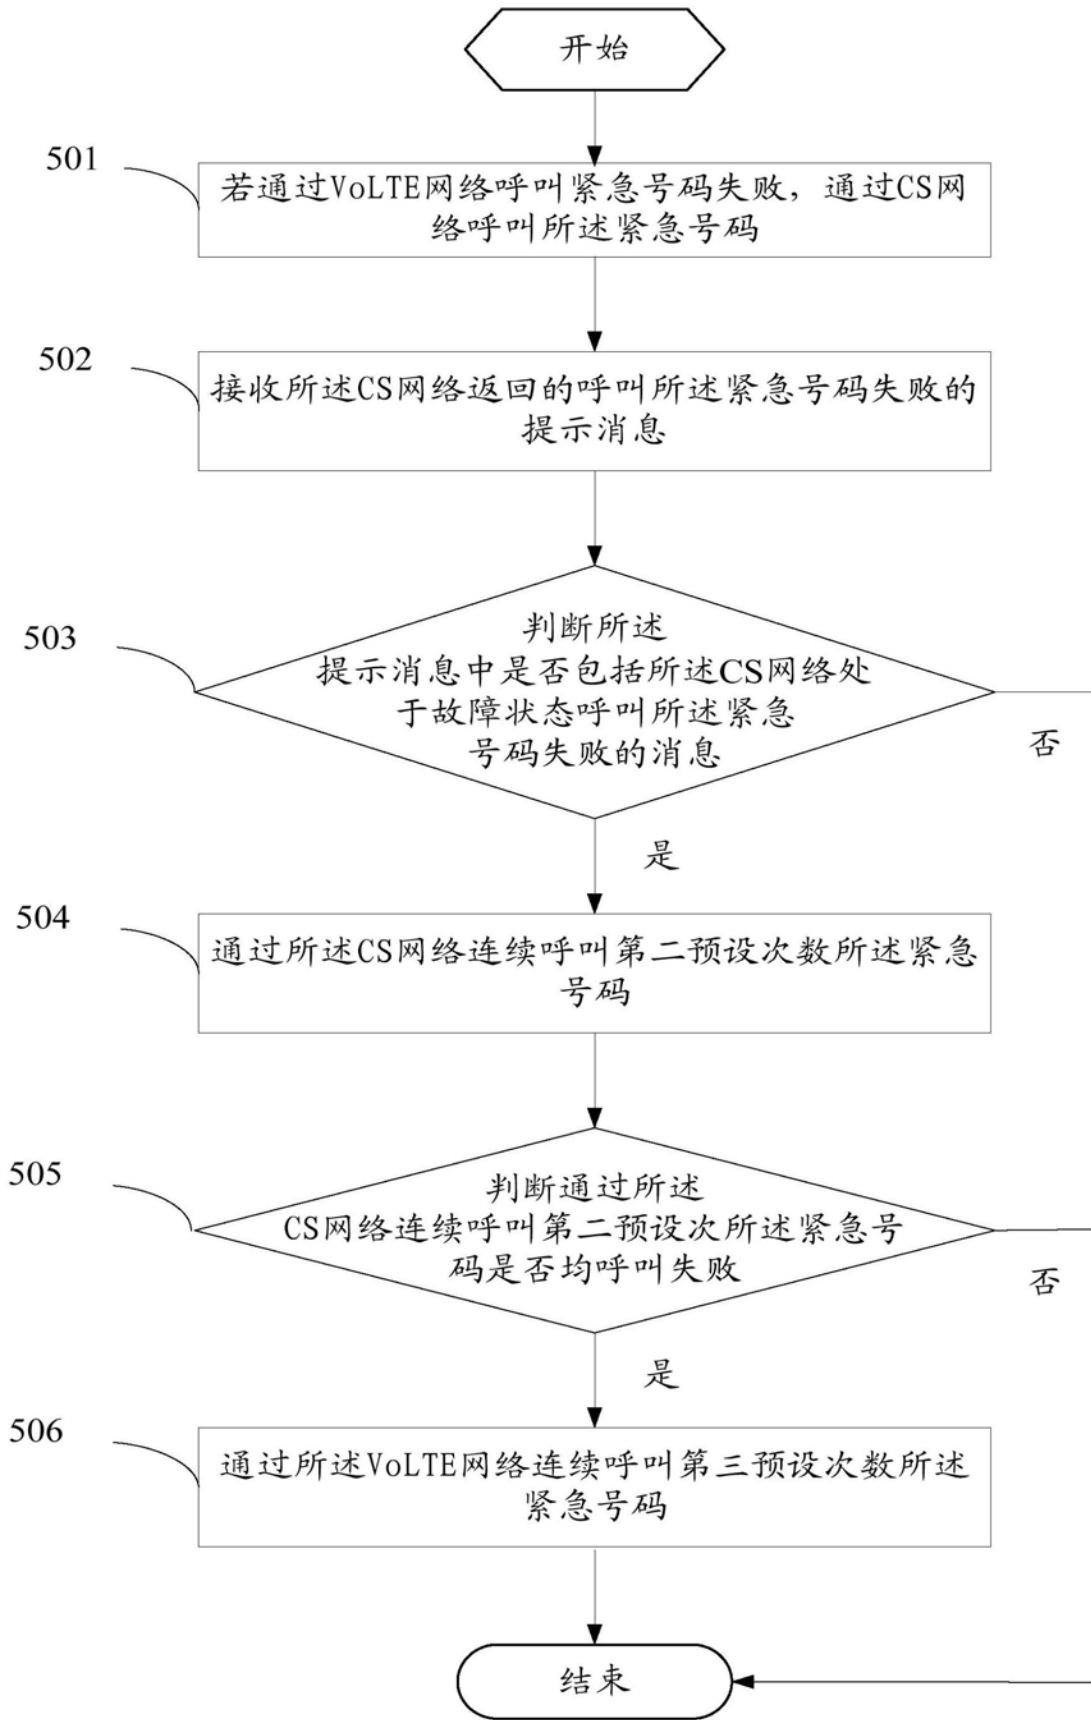 开始
501
若通过VoLTE网络呼叫紧急号码失败，通过CS网
络呼叫所述紧急号码
502
接收所述CS网络返回的呼叫所述紧急号码失败的
提示消息
503
判断所述
提示消息中是否包括所述CS网络处
于故障状态呼叫所述紧急
号码失败的消息
否
是
504
通过所述CS网络连续呼叫第二预设次数所述紧急
号码
505
判断通过所述
CS网络连续呼叫第二预设次所述紧急号
码是否均呼叫失败
否
是
506
通过所述VoLTE网络连续呼叫第三预设次数所述
紧急号码
结束